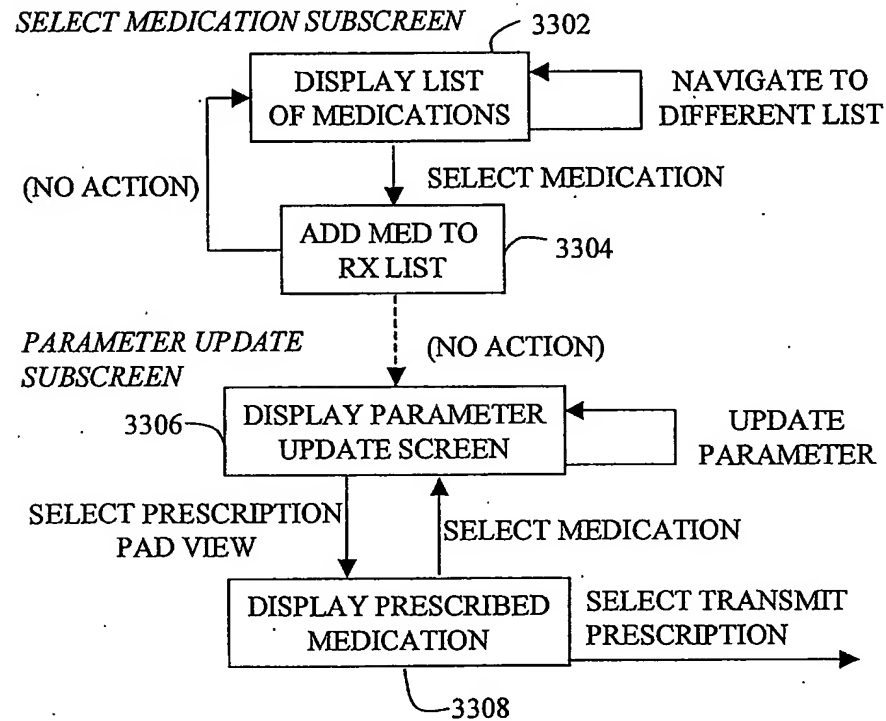 SELECT MEDICATION SUBSCREEN
3302
DISPLAY LIST
OF MEDICATIONS
NAVIGATE TO
DIFFERENT LIST
(NO ACTION)
SELECT MEDICATION
ADD MED TO
RX LIST
3304
PARAMETER UPDATE
SUBSCREEN
(NO ACTION)
3306
DISPLAY PARAMETER
UPDATE SCREEN
UPDATE
PARAMETER
SELECT PRESCRIPTION
PAD VIEW
SELECT MEDICATION
DISPLAY PRESCRIBED
MEDICATION
SELECT TRANSMIT
PRESCRIPTION
3308